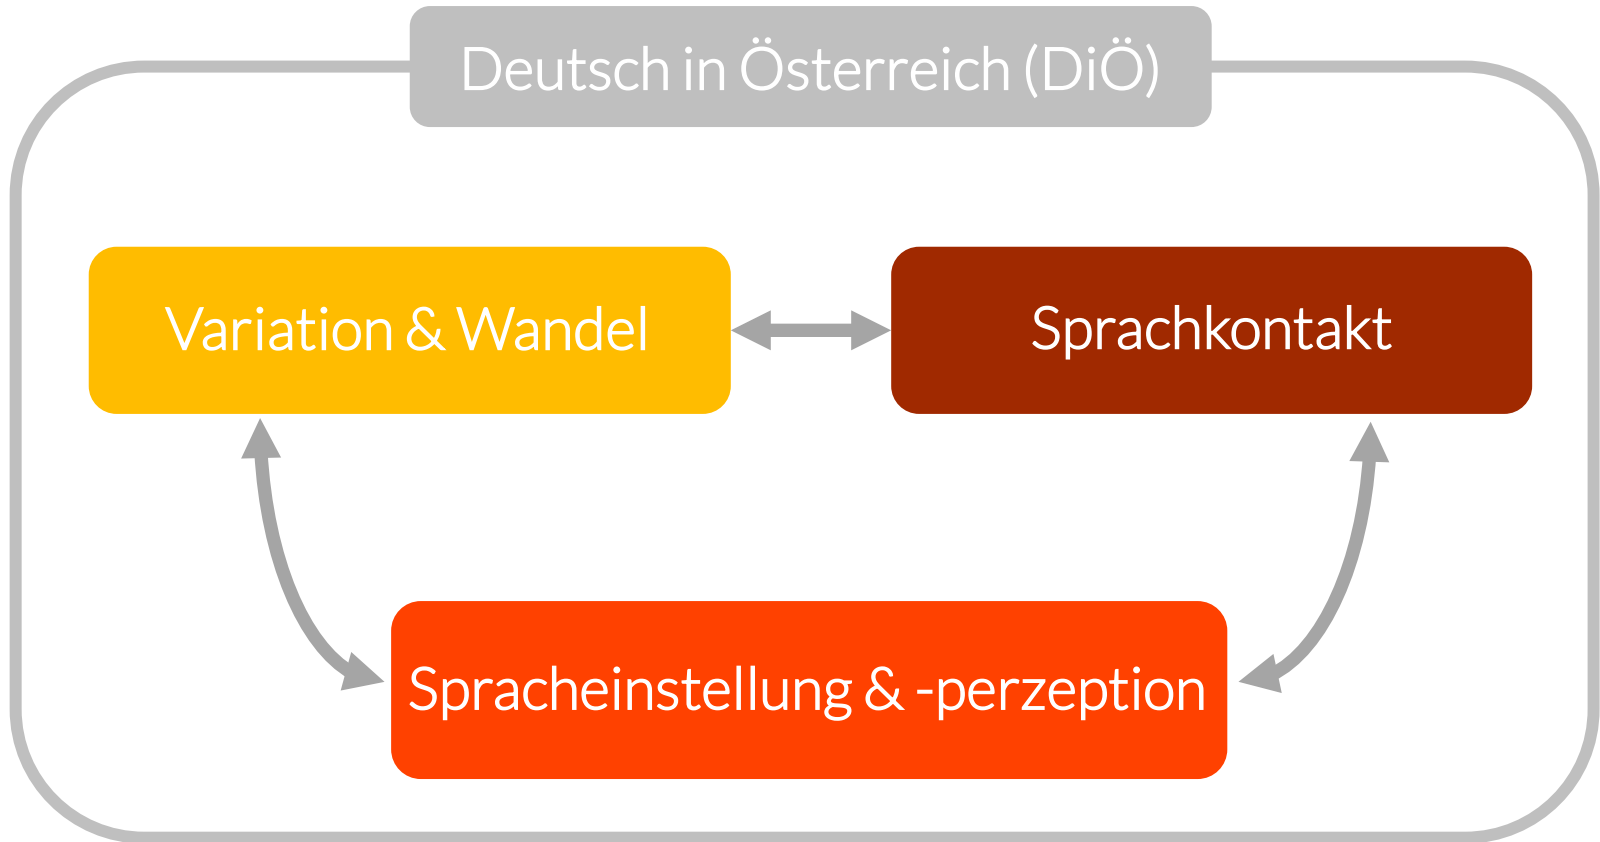 Deutsch in Österreich (DiÖ)
Variation & Wandel
Sprachkontakt
Spracheinstellung & -perzeption